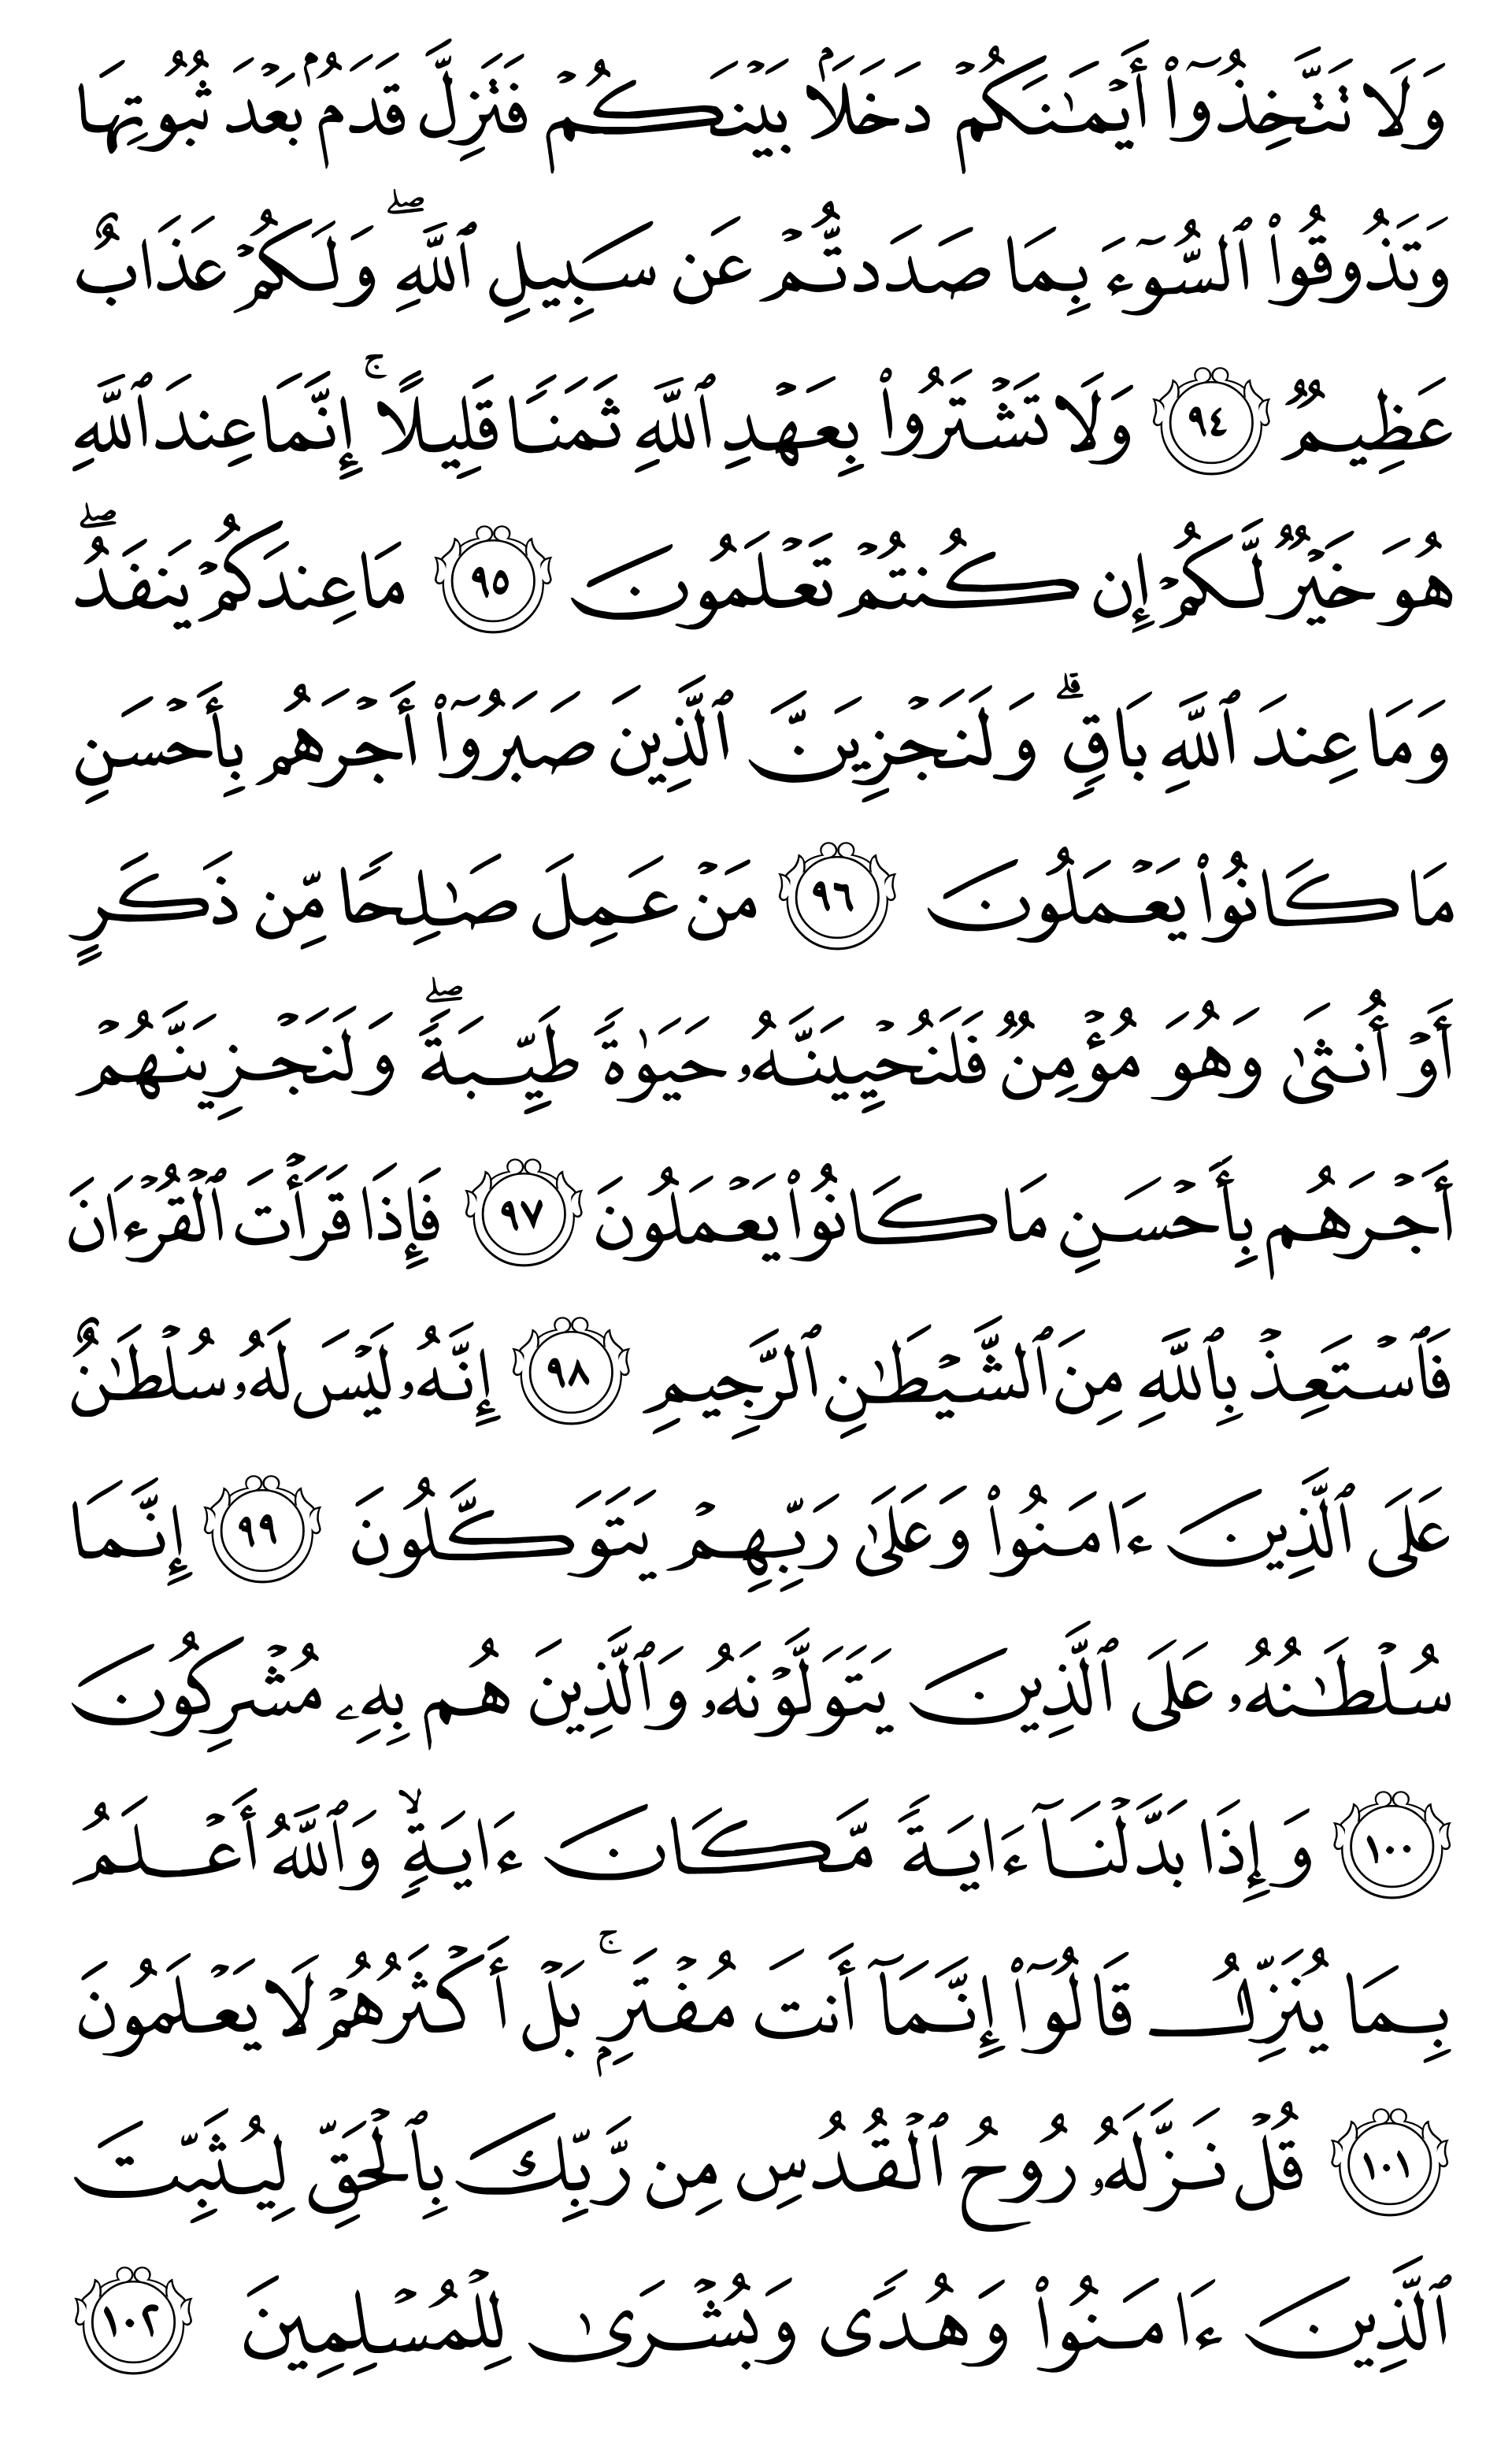 وَلَا تَتَّخِذُوٓا۟ أَيۡمَٰنَكُمۡ دَخَلَۢا بَيۡنَكُمۡ فَتَزِلَّ قَدَمُۢ بَعۡدَ ثُبُوتِهَا
وَتَذُوقُوا۟ ٱلسُّوٓءَ بِمَا صَدَدتُّمۡ عَن سَبِيلِ ٱللَّهِۖ وَلَكُمۡ عَذَابٌ
عَظِيمٞ ٩٤ وَلَا تَشۡتَرُوا۟ بِعَهۡدِ ٱللَّهِ ثَمَنٗا قَلِيلًاۚ إِنَّمَا عِندَ ٱللَّهِ
هُوَ خَيۡرٞ لَّكُمۡ إِن كُنتُمۡ تَعۡلَمُونَ ٩٥ مَا عِندَكُمۡ يَنفَدُۖ
وَمَا عِندَ ٱللَّهِ بَاقٖۗ وَلَنَجۡزِيَنَّ ٱلَّذِينَ صَبَرُوٓا۟ أَجۡرَهُم بِأَحۡسَنِ
مَا كَانُوا۟ يَعۡمَلُونَ ٩٦ مَنۡ عَمِلَ صَٰلِحٗا مِّن ذَكَرٍ
أَوۡ أُنثَىٰ وَهُوَ مُؤۡمِنٞ فَلَنُحۡيِيَنَّهُۥ حَيَوٰةٗ طَيِّبَةٗۖ وَلَنَجۡزِيَنَّهُمۡ
أَجۡرَهُم بِأَحۡسَنِ مَا كَانُوا۟ يَعۡمَلُونَ ٩٧ فَإِذَا قَرَأۡتَ ٱلۡقُرۡءَانَ
فَٱسۡتَعِذۡ بِٱللَّهِ مِنَ ٱلشَّيۡطَٰنِ ٱلرَّجِيمِ ٩٨ إِنَّهُۥ لَيۡسَ لَهُۥ سُلۡطَٰنٌ
عَلَى ٱلَّذِينَ ءَامَنُوا۟ وَعَلَىٰ رَبِّهِمۡ يَتَوَكَّلُونَ ٩٩ إِنَّمَا
سُلۡطَٰنُهُۥ عَلَى ٱلَّذِينَ يَتَوَلَّوۡنَهُۥ وَٱلَّذِينَ هُم بِهِۦ مُشۡرِكُونَ
١٠٠ وَإِذَا بَدَّلۡنَآ ءَايَةٗ مَّكَانَ ءَايَةٖۙ وَٱللَّهُ أَعۡلَمُ
بِمَا يُنَزِّلُ قَالُوٓا۟ إِنَّمَآ أَنتَ مُفۡتَرِۭۚ بَلۡ أَكۡثَرُهُمۡ لَا يَعۡلَمُونَ
١٠١ قُلۡ نَزَّلَهُۥ رُوحُ ٱلۡقُدُسِ مِن رَّبِّكَ بِٱلۡحَقِّ لِيُثَبِّتَ
ٱلَّذِينَ ءَامَنُوا۟ وَهُدٗى وَبُشۡرَىٰ لِلۡمُسۡلِمِينَ ١٠٢